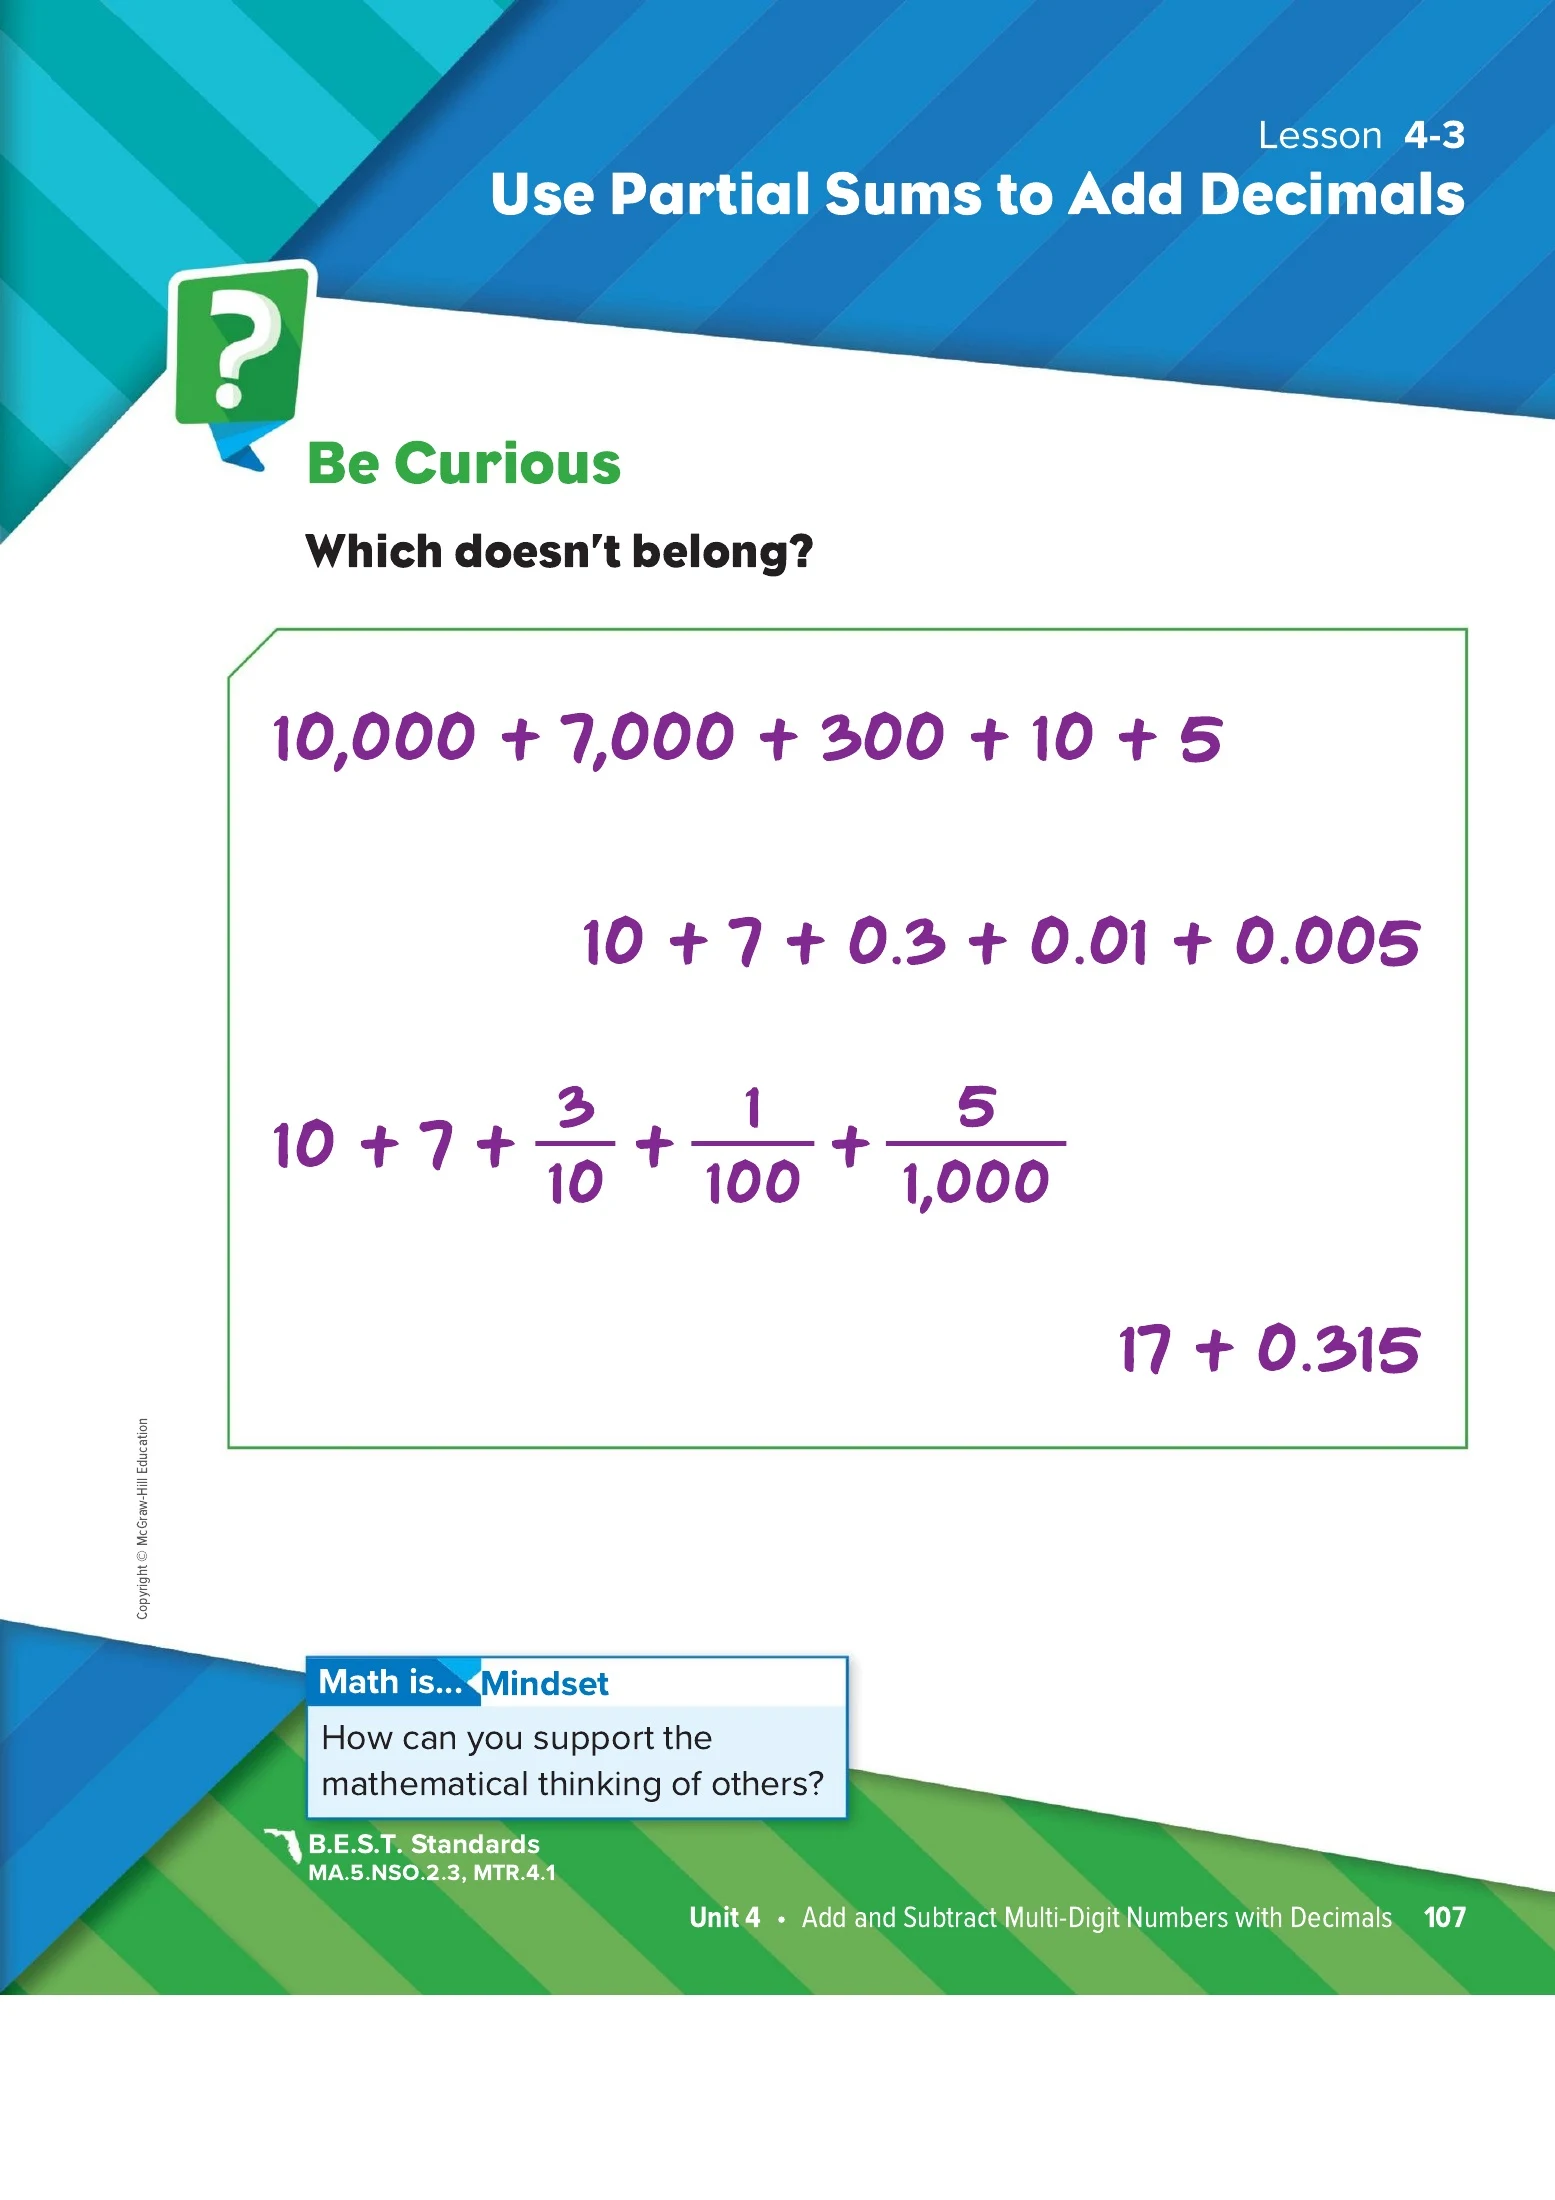 Lesson 4-3
Use Partial Sums to Add Decimals
?
Be Curious
Which doesn't belong?
10,000 + 7,000 + 300 + 10 + 5
10 + 7 + 0.3 + 0.01 + 0.005
10 + 7 + 3/10 + 1/100 + 5/1,000
17 + 0.315
Copyright © McGraw-Hill Education
Math is... Mindset
How can you support the
mathematical thinking of others?
B.E.S.T. Standards
MA.5.NSO.2.3, MTR.4.1
Unit 4 • Add and Subtract Multi-Digit Numbers with Decimals 107